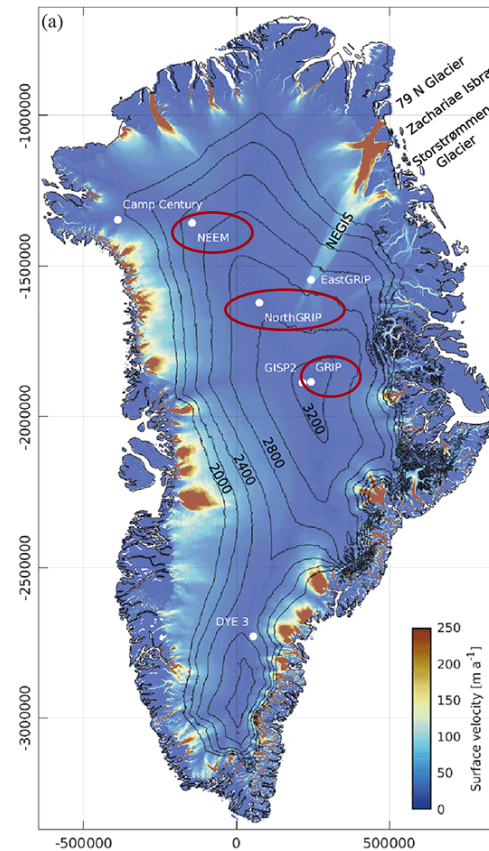 (a)
79 N Glacier
Zachariae Isbra
Storstrømmen
Glacier
-1000000
Camp Century
NEEM
NEGIS
-1500000
EastGRIP
NorthGRIP
GISP2
GRIP
3200
2800
2400
2000
-2000000
-2500000
DYE 3
-3000000
250
200
150
100
50
0
Surface velocity [m a⁻¹]
-500000
0
500000